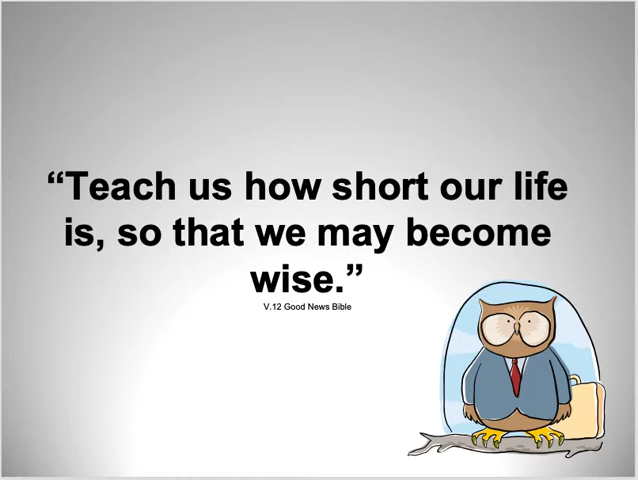 “Teach us how short our life
is, so that we may become
wise.”
V.12 Good News Bible